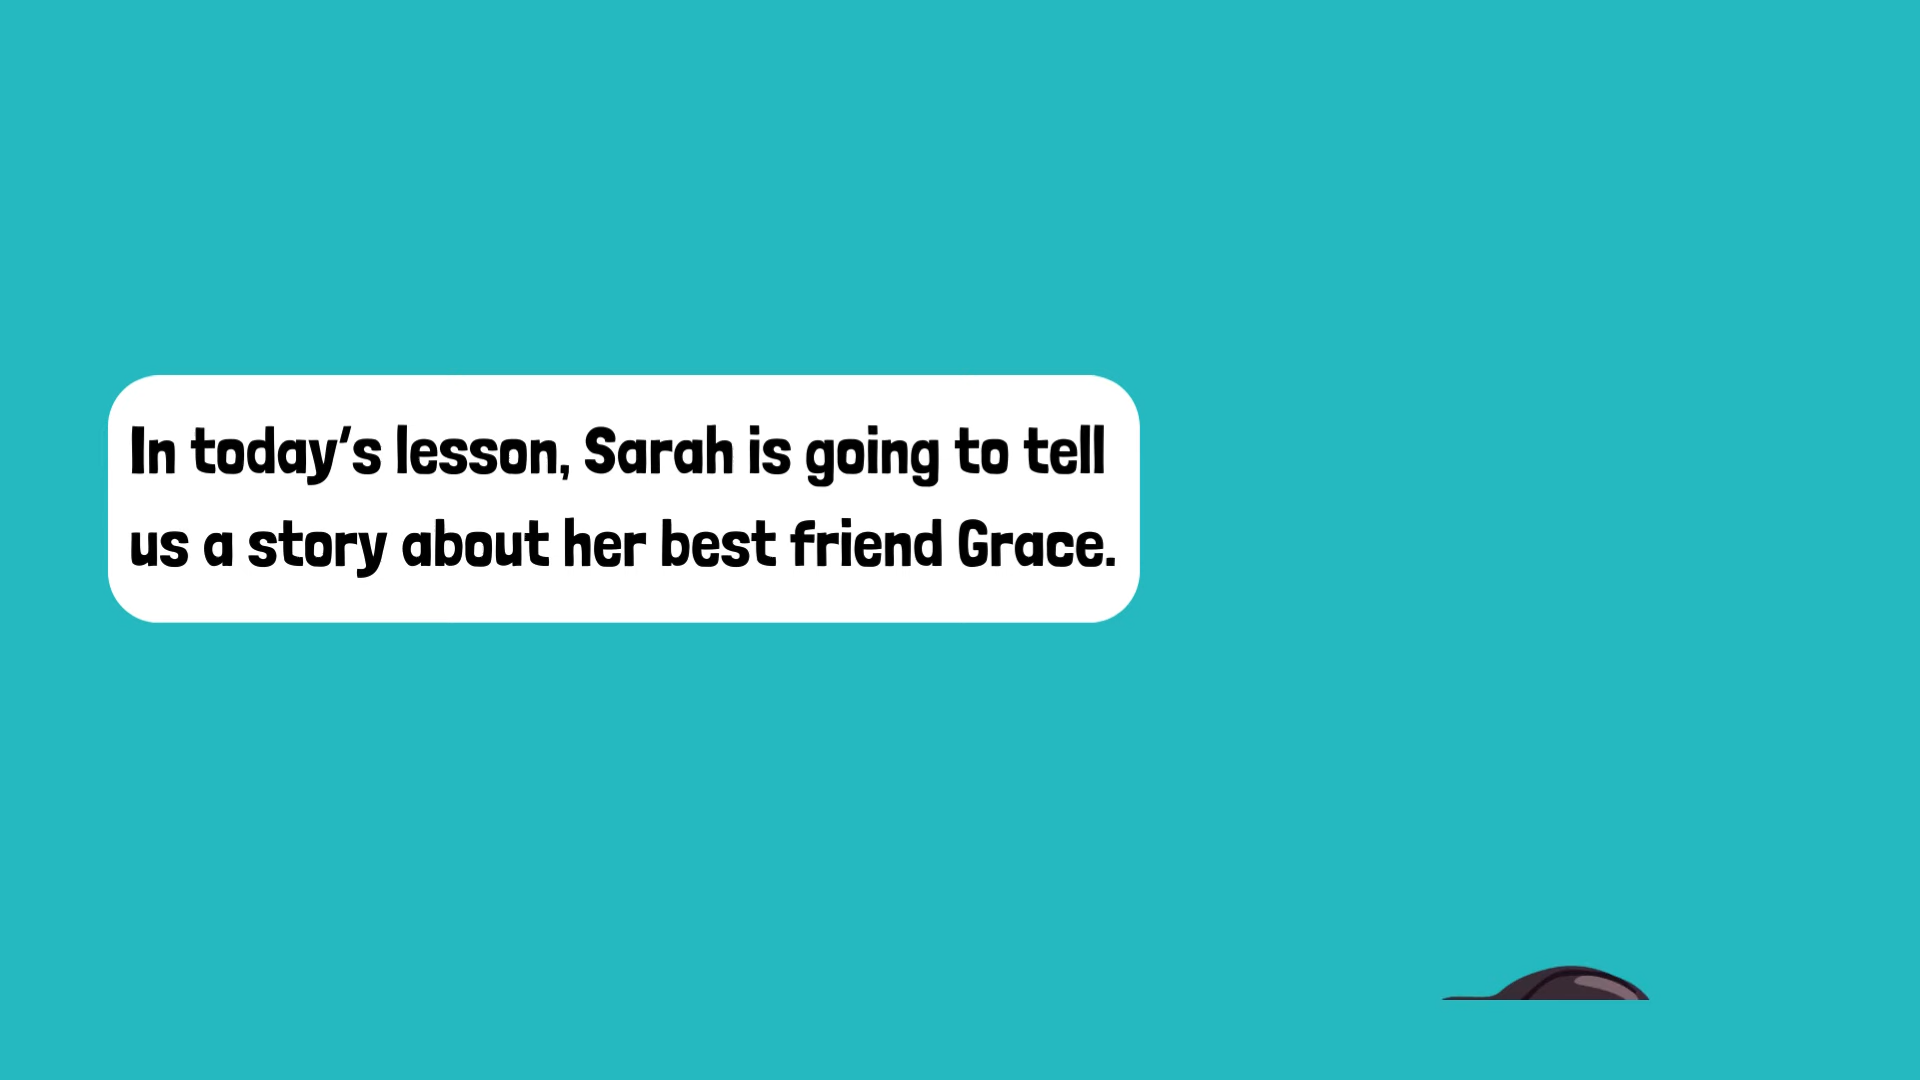 In today's lesson, Sarah is going to tell
us a story about her best friend Grace.